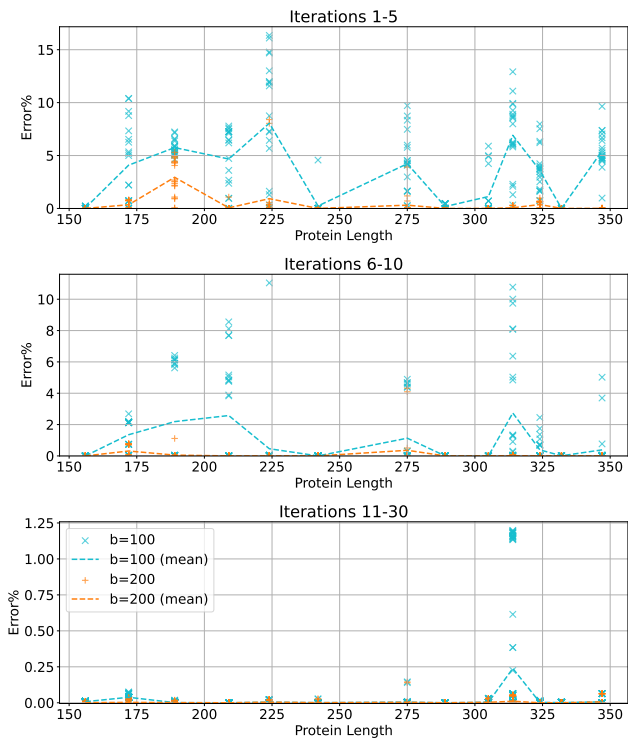 Iterations 1-5
15
10
5
0
Error%
150 175 200 225 250 275 300 325 350
Protein Length
Iterations 6-10
10
8
6
4
2
0
Error%
150 175 200 225 250 275 300 325 350
Protein Length
Iterations 11-30
1.25
1.00
0.75
0.50
0.25
0.00
Error%
b=100
b=100 (mean)
b=200
b=200 (mean)
150 175 200 225 250 275 300 325 350
Protein Length